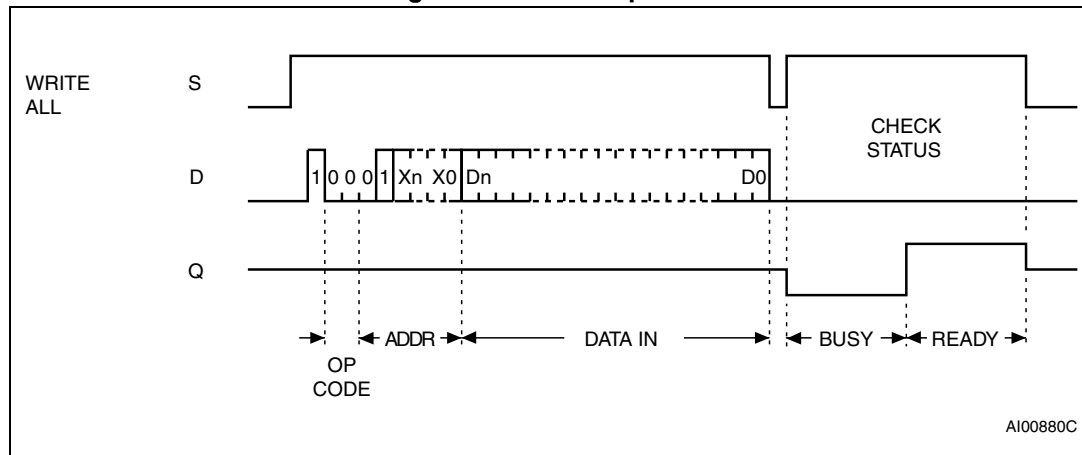 WRITE
ALL
S
CHECK
STATUS
D
1 0 0 0 1 Xn X0 Dn D0
Q
ADDR DATA IN BUSY READY
OP
CODE
AI00880C